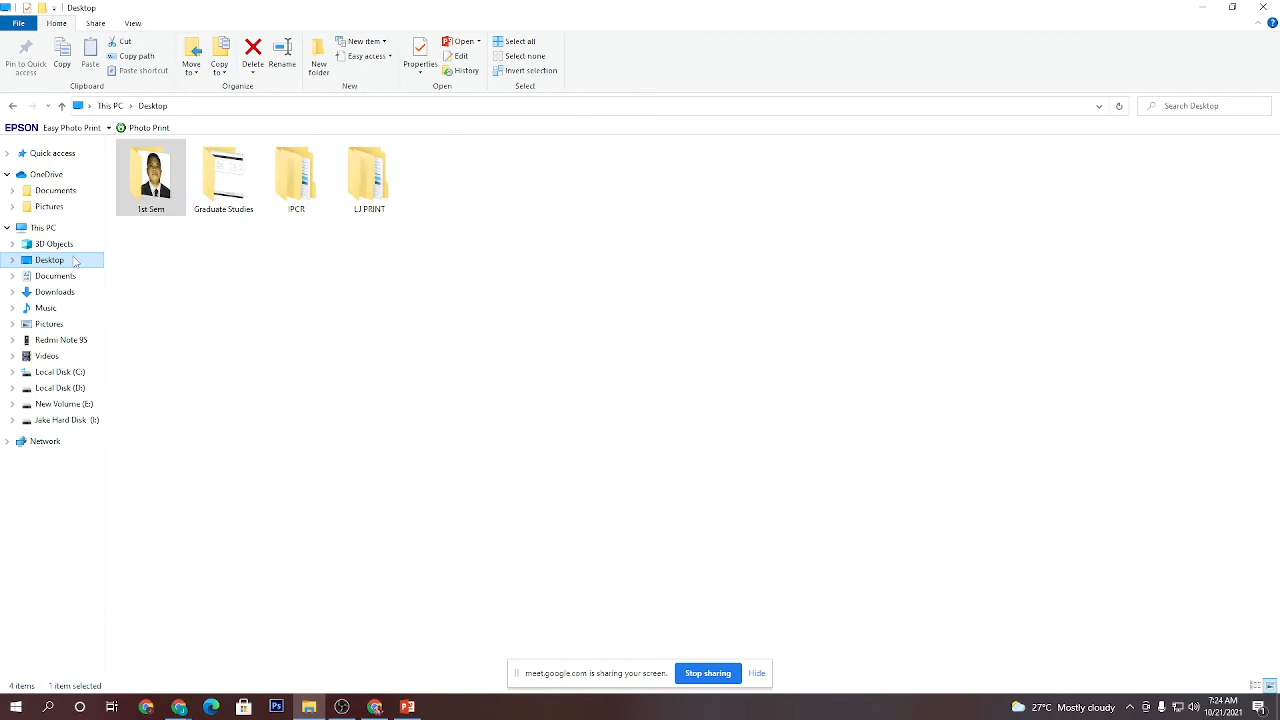 Desktop
File Home Share View
Pin to Quick access
Copy
Paste
Cut
Copy path
Paste shortcut
Clipboard
Move to
Copy to
Delete
Rename
Organize
New folder
New item
Easy access
New
Properties
Open
Edit
History
Open
Select all
Select none
Invert selection
Select
This PC > Desktop
Search Desktop
EPSON Easy Photo Print Photo Print
Quick access
OneDrive
Documents
Pictures
This PC
3D Objects
Desktop
Documents
Downloads
Music
Pictures
Redmi Note 9S
Videos
Local Disk (C:)
Local Disk (D:)
New Volume (E:)
Jake Hard Disk (I:)
Network
1st Sem
Graduate Studies
IPCR
LJ PRINT
meet.google.com is sharing your screen. Stop sharing Hide
4 items 1 item selected
Ps
27°C Mostly cloudy
7:24 AM
10/21/2021